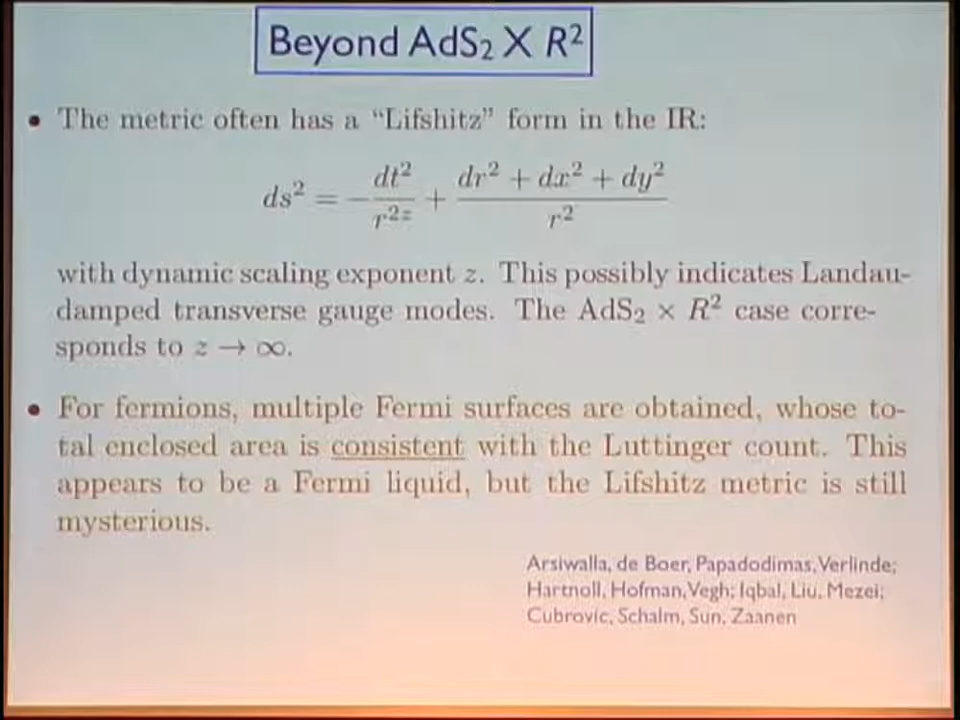 Beyond AdS₂ X R²
• The metric often has a “Lifshitz” form in the IR:
ds² = −dt²/r²ᶻ + (dr² + dx² + dy²)/r²
with dynamic scaling exponent z. This possibly indicates Landau-
damped transverse gauge modes. The AdS₂ × R² case corre-
sponds to z → ∞.
• For fermions, multiple Fermi surfaces are obtained, whose to-
tal enclosed area is consistent with the Luttinger count. This
appears to be a Fermi liquid, but the Lifshitz metric is still
mysterious.
Arsiwalla, de Boer, Papadodimas, Verlinde;
Hartnoll, Hofman, Vegh; Iqbal, Liu, Mezei;
Cubrovic, Schalm, Sun, Zaanen